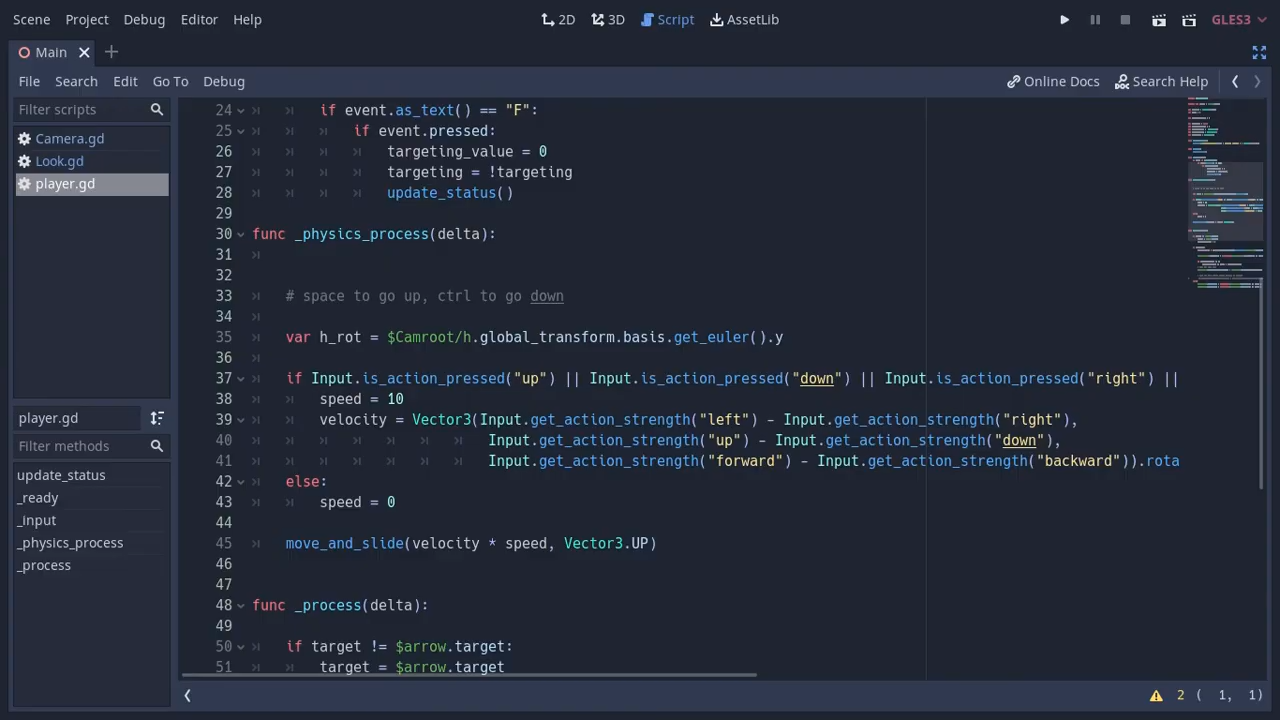 Scene Project Debug Editor Help 2D 3D Script AssetLib GLES3
Main
File Search Edit Go To Debug Online Docs Search Help
Filter scripts
Camera.gd
Look.gd
player.gd
player.gd
Filter methods
update_status
_ready
_input
_physics_process
_process
24 if event.as_text() == "F":
25 if event.pressed:
26 targeting_value = 0
27 targeting = !targeting
28 update_status()
29
30 func _physics_process(delta):
31
32
33 # space to go up, ctrl to go down
34
35 var h_rot = $Camroot/h.global_transform.basis.get_euler().y
36
37 if Input.is_action_pressed("up") || Input.is_action_pressed("down") || Input.is_action_pressed("right") ||
38 speed = 10
39 velocity = Vector3(Input.get_action_strength("left") - Input.get_action_strength("right"),
40 Input.get_action_strength("up") - Input.get_action_strength("down"),
41 Input.get_action_strength("forward") - Input.get_action_strength("backward")).rota
42 else:
43 speed = 0
44
45 move_and_slide(velocity * speed, Vector3.UP)
46
47
48 func _process(delta):
49
50 if target != $arrow.target:
51 target = $arrow.target
2 ( 1, 1)